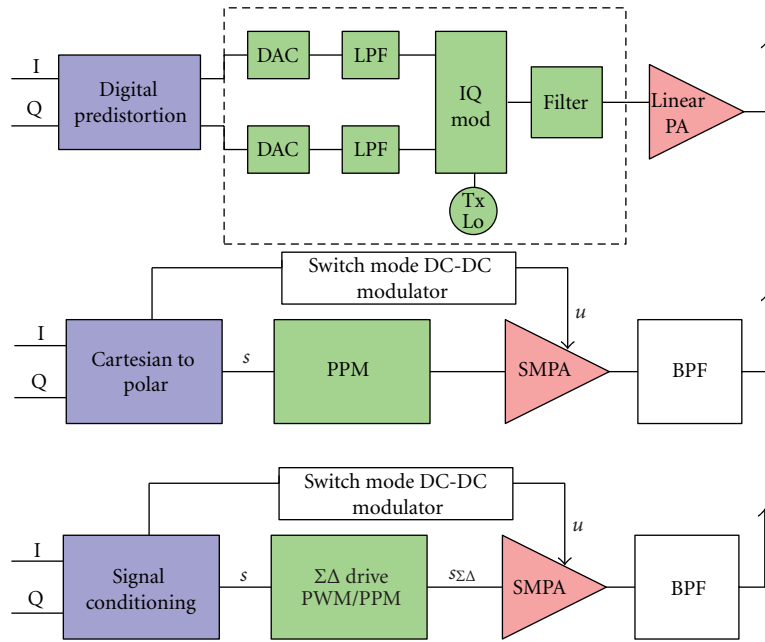 I
Q
Digital
predistortion
DAC
LPF
DAC
LPF
IQ
mod
Tx
Lo
Filter
Linear
PA
Switch mode DC-DC
modulator
I
Q
Cartesian to
polar
s
PPM
u
SMPA
BPF
Switch mode DC-DC
modulator
I
Q
Signal
conditioning
s
ΣΔ drive
PWM/PPM
sΣΔ
u
SMPA
BPF